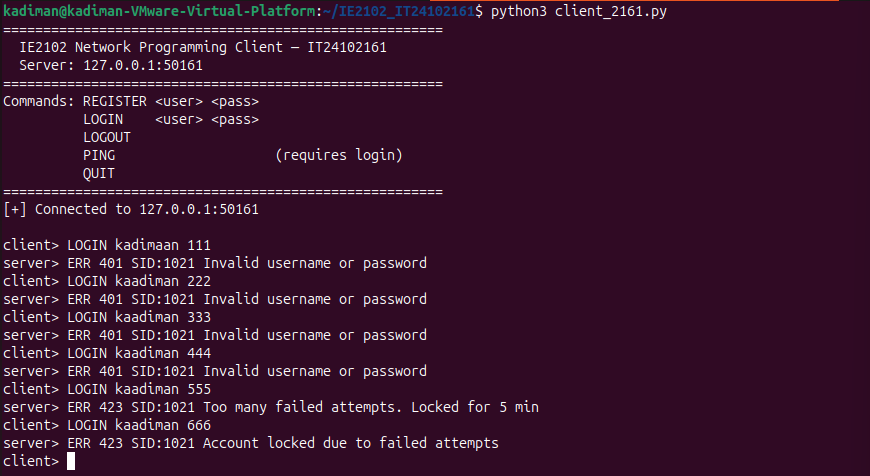 kadiman@kadiman-VMware-Virtual-Platform:~/IE2102_IT24102161$ python3 client_2161.py
=======================================================
  IE2102 Network Programming Client — IT24102161
  Server: 127.0.0.1:50161
=======================================================
Commands: REGISTER <user> <pass>
          LOGIN    <user> <pass>
          LOGOUT
          PING                    (requires login)
          QUIT
=======================================================
[+] Connected to 127.0.0.1:50161

client> LOGIN kadimaan 111
server> ERR 401 SID:1021 Invalid username or password
client> LOGIN kaadiman 222
server> ERR 401 SID:1021 Invalid username or password
client> LOGIN kaadiman 333
server> ERR 401 SID:1021 Invalid username or password
client> LOGIN kaadiman 444
server> ERR 401 SID:1021 Invalid username or password
client> LOGIN kaadiman 555
server> ERR 423 SID:1021 Too many failed attempts. Locked for 5 min
client> LOGIN kaadiman 666
server> ERR 423 SID:1021 Account locked due to failed attempts
client>